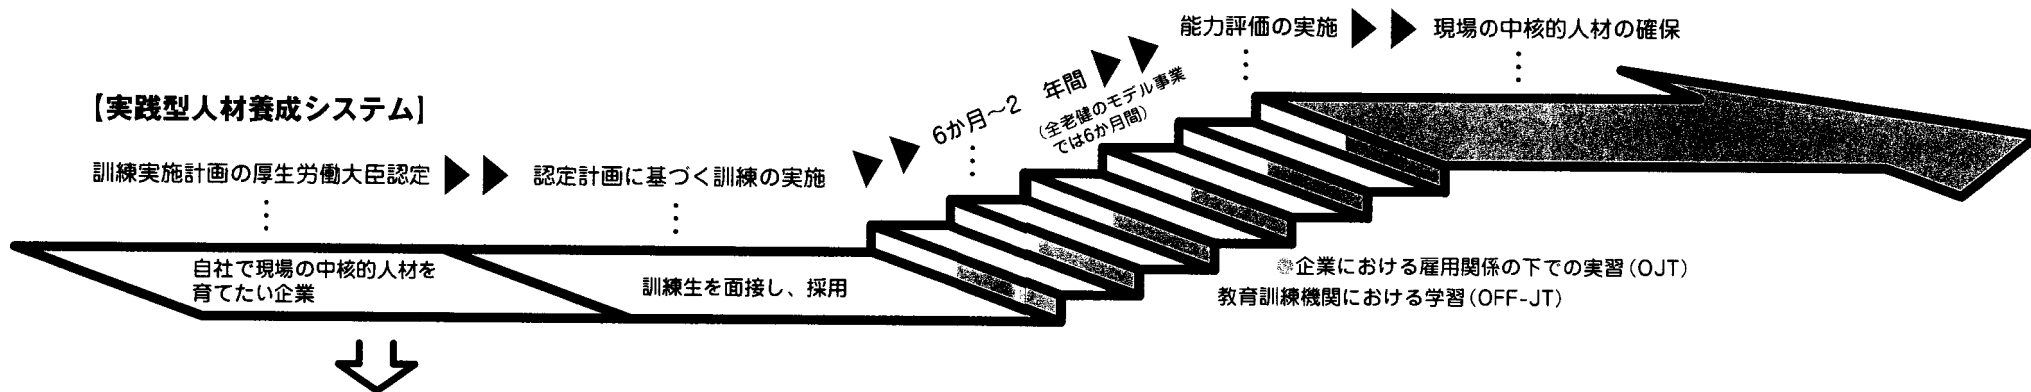 【実践型人材養成システム】
訓練実施計画の厚生労働大臣認定
認定計画に基づく訓練の実施
6か月～2 年間
(全老健のモデル事業
では6か月間)
能力評価の実施
現場の中核的人材の確保
自社で現場の中核的人材を
育てたい企業
訓練生を面接し、採用
企業における雇用関係の下での実習(OJT)
教育訓練機関における学習(OFF-JT)